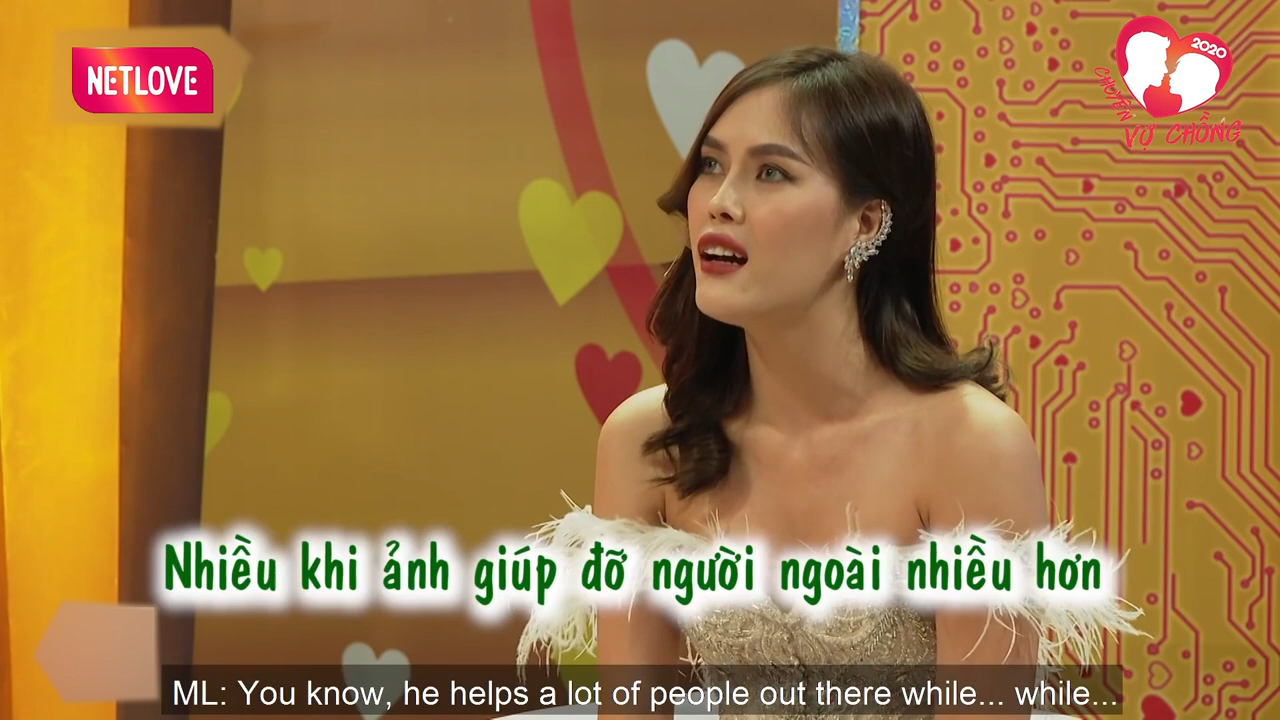 NETLOVE
2020
CHUYỆN
VỢ CHỒNG
Nhiều khi ảnh giúp đỡ người ngoài nhiều hơn
ML: You know, he helps a lot of people out there while... while...